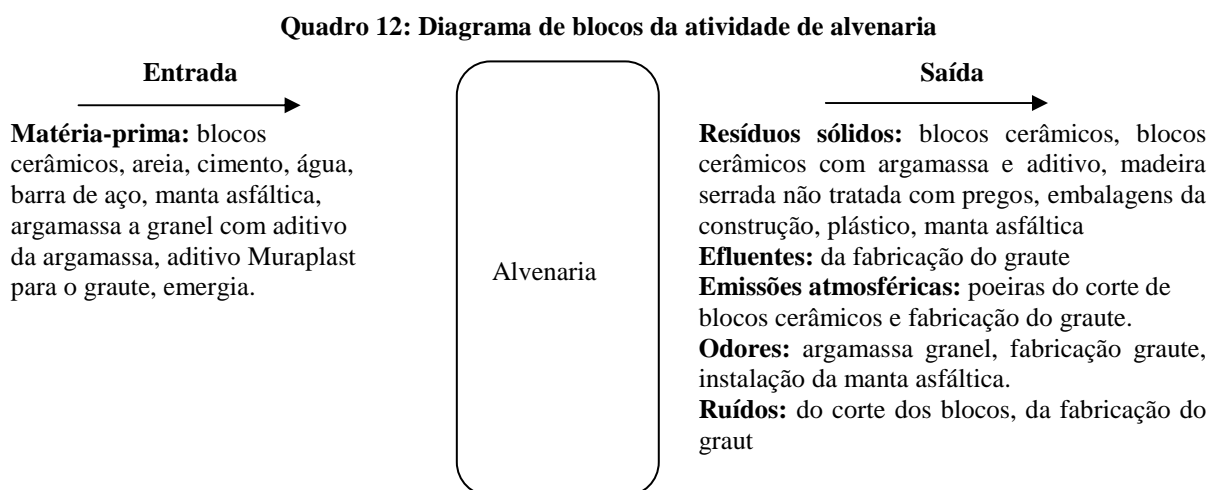 Quadro 12: Diagrama de blocos da atividade de alvenaria
Entrada
Matéria-prima: blocos
cerâmicos, areia, cimento, água,
barra de aço, manta asfáltica,
argamassa a granel com aditivo
da argamassa, aditivo Muraplast
para o graute, emergia.
Alvenaria
Saída
Resíduos sólidos: blocos cerâmicos, blocos
cerâmicos com argamassa e aditivo, madeira
serrada não tratada com pregos, embalagens da
construção, plástico, manta asfáltica
Efluentes: da fabricação do graute
Emissões atmosféricas: poeiras do corte de
blocos cerâmicos e fabricação do graute.
Odores: argamassa granel, fabricação graute,
instalação da manta asfáltica.
Ruídos: do corte dos blocos, da fabricação do
graut